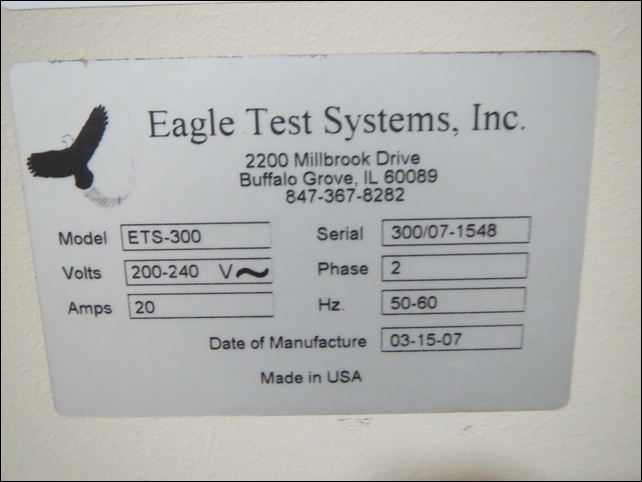 Eagle Test Systems, Inc.
2200 Millbrook Drive
Buffalo Grove, IL 60089
847-367-8282
Model ETS-300 Serial 300/07-1548
Volts 200-240 V~ Phase 2
Amps 20 Hz. 50-60
Date of Manufacture 03-15-07
Made in USA